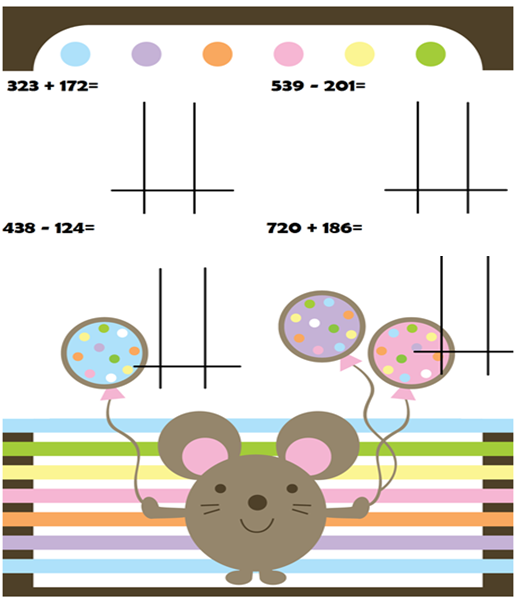 323 + 172=
539 - 201=
438 - 124=
720 + 186=